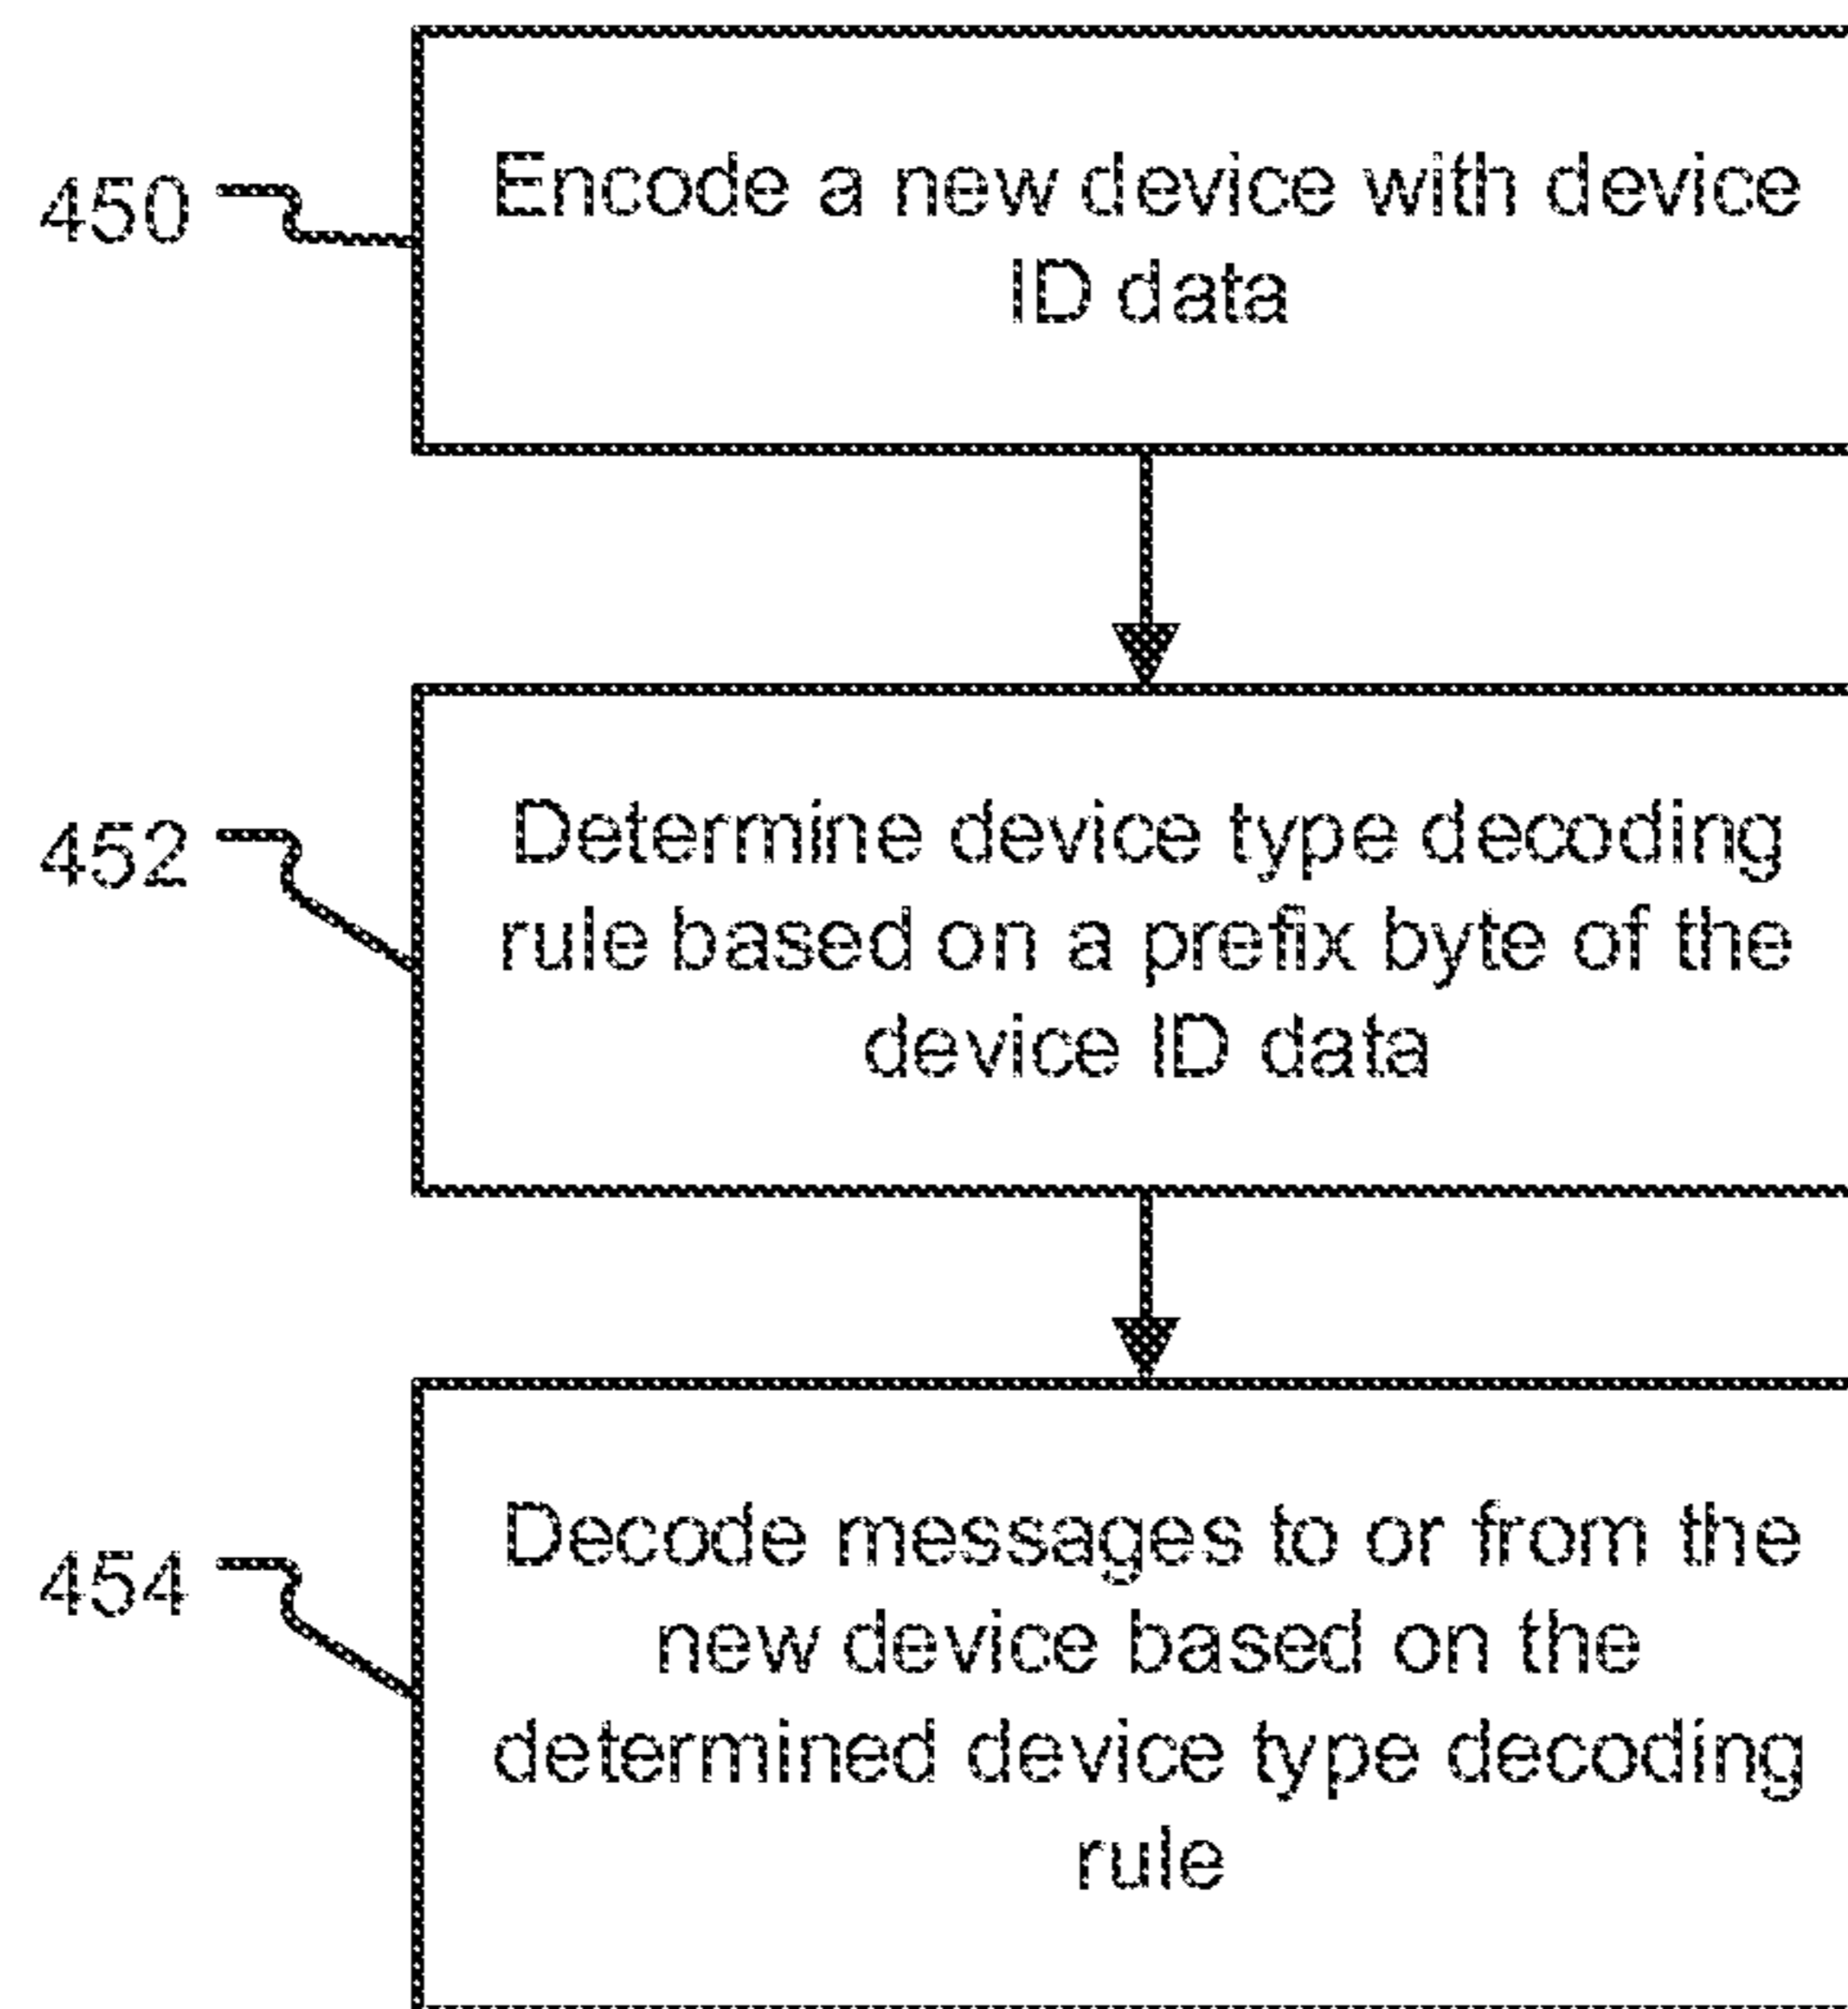 450
Encode a new device with device
ID data
452
Determine device type decoding
rule based on a prefix byte of the
device ID data
454
Decode messages to or from the
new device based on the
determined device type decoding
rule